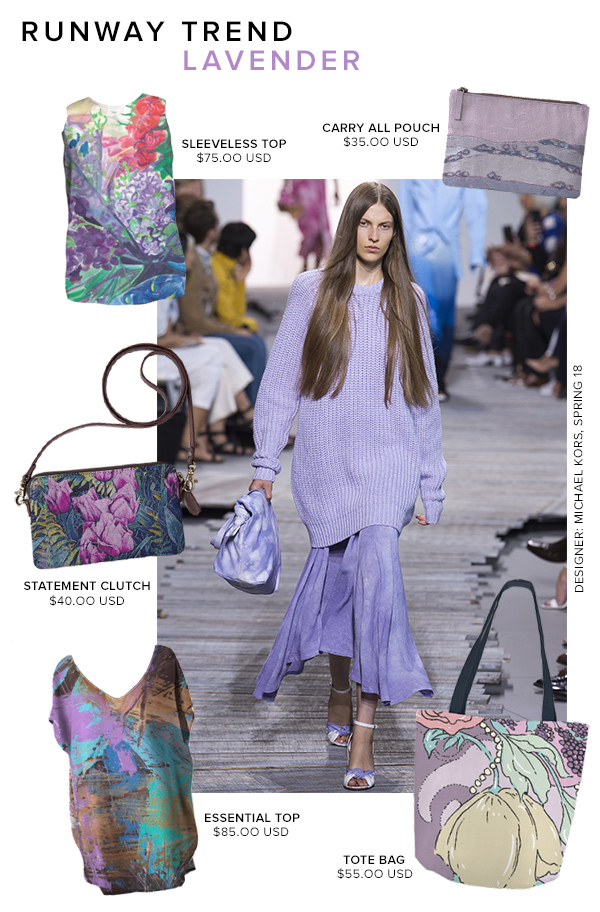 RUNWAY TREND
LAVENDER
SLEEVELESS TOP
$75.00 USD
CARRY ALL POUCH
$35.00 USD
DESIGNER: MICHAEL KORS, SPRING 18
STATEMENT CLUTCH
$40.00 USD
ESSENTIAL TOP
$85.00 USD
TOTE BAG
$55.00 USD